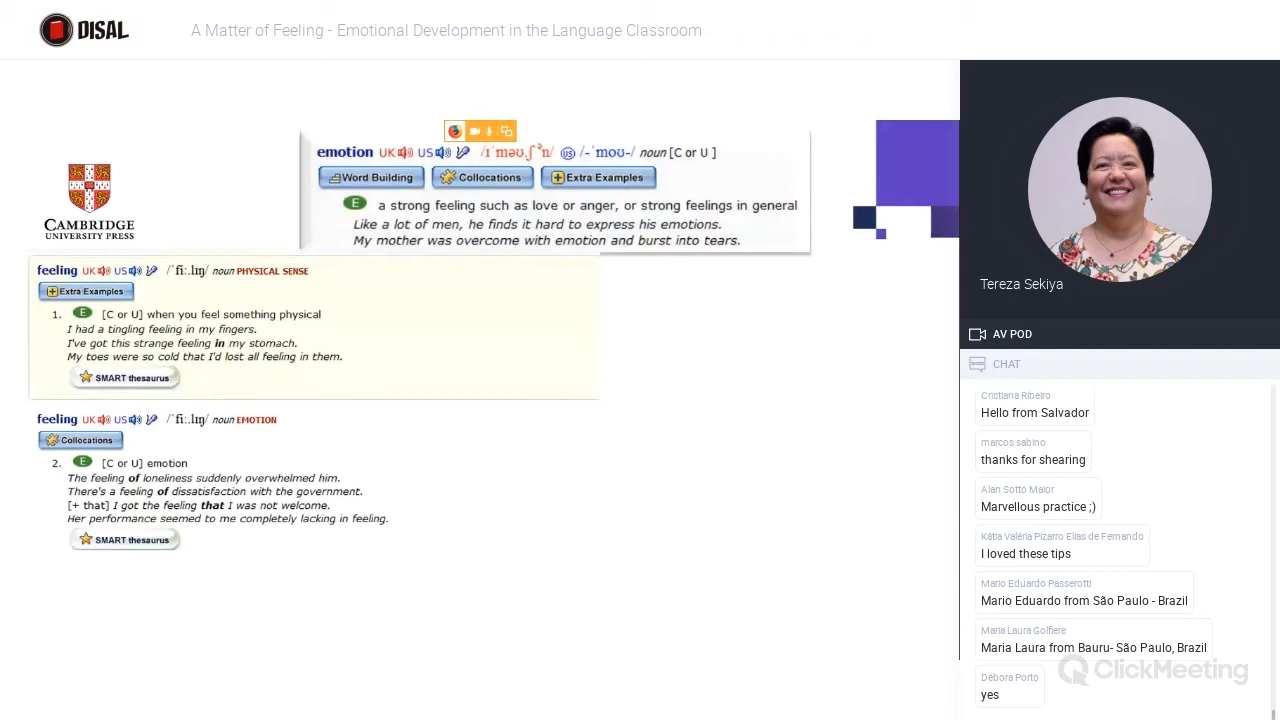 DISAL
A Matter of Feeling - Emotional Development in the Language Classroom
CAMBRIDGE
UNIVERSITY PRESS
emotion UK US /ɪˈməʊ.ʃᵊn/ US /-ˈmoʊ-/ noun [C or U ]
Word Building Collocations Extra Examples
E a strong feeling such as love or anger, or strong feelings in general
Like a lot of men, he finds it hard to express his emotions.
My mother was overcome with emotion and burst into tears.
feeling UK US /ˈfiː.lɪŋ/ noun PHYSICAL SENSE
Extra Examples
1. E [C or U] when you feel something physical
I had a tingling feeling in my fingers.
I've got this strange feeling in my stomach.
My toes were so cold that I'd lost all feeling in them.
SMART thesaurus
feeling UK US /ˈfiː.lɪŋ/ noun EMOTION
Collocations
2. E [C or U] emotion
The feeling of loneliness suddenly overwhelmed him.
There's a feeling of dissatisfaction with the government.
[+ that] I got the feeling that I was not welcome.
Her performance seemed to me completely lacking in feeling.
SMART thesaurus
Tereza Sekiya
AV POD
CHAT
Cristiana Ribeiro
Hello from Salvador
marcos sabino
thanks for shearing
Alan Sotto Maior
Marvellous practice ;)
Kátia Valéria Pizarro Elias de Fernando
I loved these tips
Mario Eduardo Passerotti
Mario Eduardo from São Paulo - Brazil
Maria Laura Golfiere
Maria Laura from Bauru- São Paulo, Brazil
ClickMeeting
Débora Porto
yes